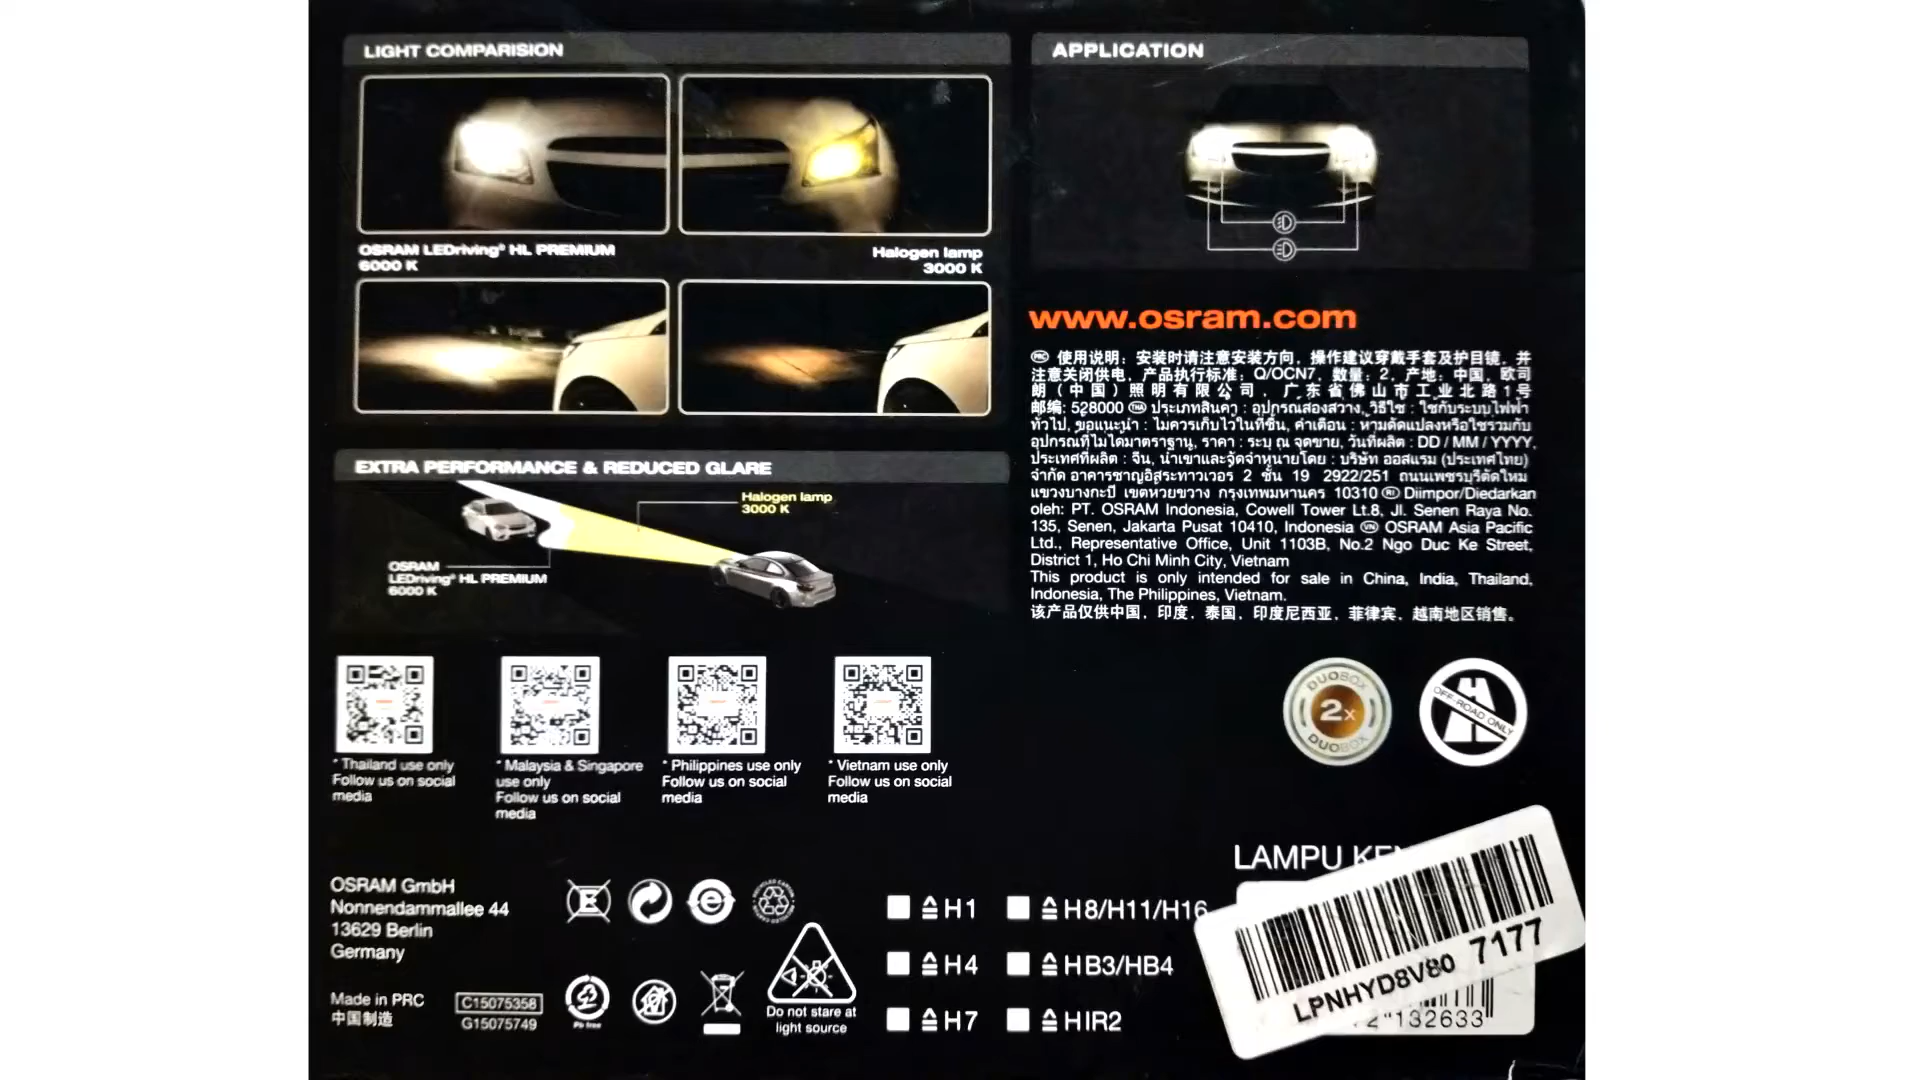 LIGHT COMPARISION
OSRAM LEDriving® HL PREMIUM
6000 K
Halogen lamp
3000 K
EXTRA PERFORMANCE & REDUCED GLARE
Halogen lamp
3000 K
OSRAM
LEDriving® HL PREMIUM
6000 K
* Thailand use only
Follow us on social
media
* Malaysia & Singapore
use only
Follow us on social
media
* Philippines use only
Follow us on social
media
* Vietnam use only
Follow us on social
media
APPLICATION
www.osram.com
PRC 使用说明：安装时请注意安装方向，操作建议穿戴手套及护目镜，并
注意关闭供电，产品执行标准：Q/OCN7，数量：2，产地：中国，欧司
朗（中国）照明有限公司，广东省佛山市工业北路1号
邮编: 528000 THA ประเภทสินค้า : อุปกรณ์ส่องสว่าง, วิธีใช้ : ใช้กับระบบไฟฟ้า
ทั่วไป, ข้อแนะนำ : ไม่ควรเก็บไว้ในที่ชื้น, คำเตือน : ห้ามดัดแปลงหรือใช้ร่วมกับ
อุปกรณ์ที่ไม่ได้มาตราฐาน, ราคา : ระบุ ณ จุดขาย, วันที่ผลิต : DD / MM / YYYY,
ประเทศที่ผลิต : จีน, นำเข้าและจัดจำหน่ายโดย : บริษัท ออสแรม (ประเทศไทย)
จำกัด อาคารชาญอิสสระทาวเวอร์ 2 ชั้น 19 2922/251 ถนนเพชรบุรีตัดใหม่
แขวงบางกะปิ เขตห้วยขวาง กรุงเทพมหานคร 10310 RI Diimpor/Diedarkan
oleh: PT. OSRAM Indonesia, Cowell Tower Lt.8, Jl. Senen Raya No.
135, Senen, Jakarta Pusat 10410, Indonesia VN OSRAM Asia Pacific
Ltd., Representative Office, Unit 1103B, No.2 Ngo Duc Ke Street,
District 1, Ho Chi Minh City, Vietnam
This product is only intended for sale in China, India, Thailand,
Indonesia, The Philippines, Vietnam.
该产品仅供中国，印度，泰国，印度尼西亚，菲律宾，越南地区销售。
DUOBOX
2x
DUOBOX
OFF ROAD ONLY
OSRAM GmbH
Nonnendammallee 44
13629 Berlin
Germany
Made in PRC
中国制造
C15075358
G15075749
Pb free
Do not stare at
light source
≙ H1
≙ H8/H11/H16
≙ H4
≙ HB3/HB4
≙ H7
≙ HIR2
LAMPU
LPNHYD8V80 7177
132633